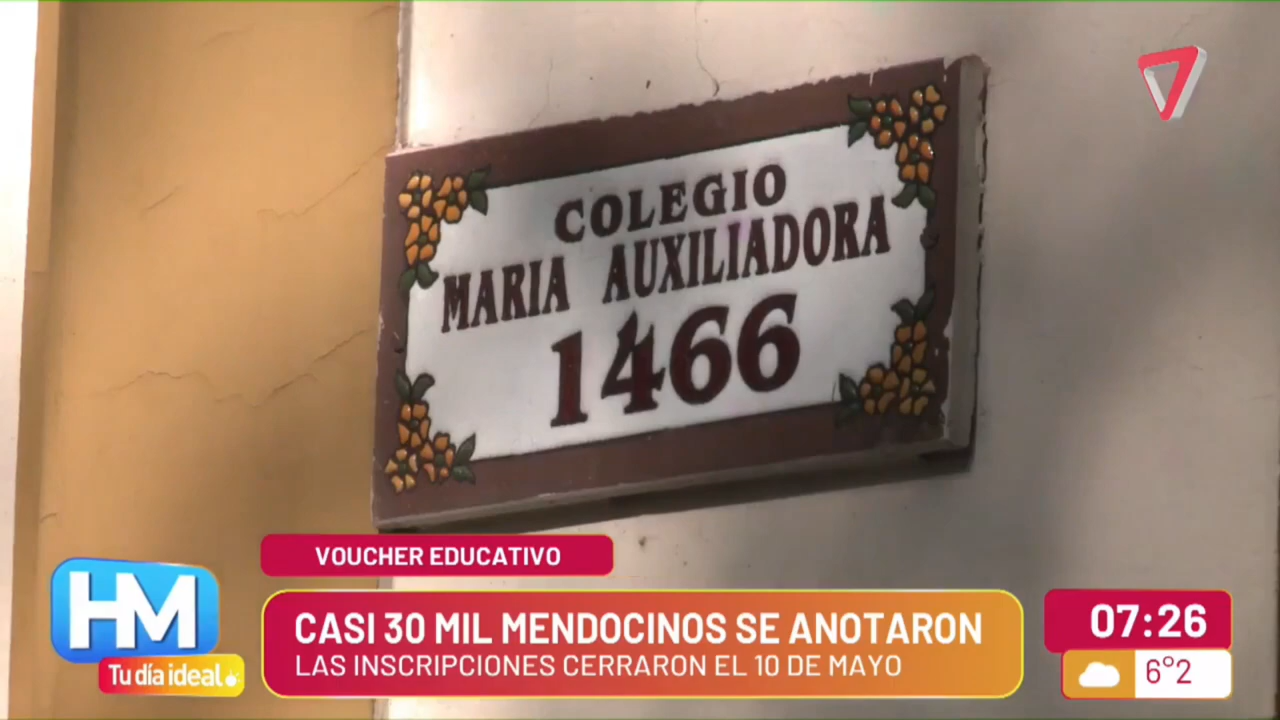 COLEGIO
MARIA AUXILIADORA
1466
VOUCHER EDUCATIVO
HM
Tu día ideal
CASI 30 MIL MENDOCINOS SE ANOTARON
LAS INSCRIPCIONES CERRARON EL 10 DE MAYO
07:26
6°2